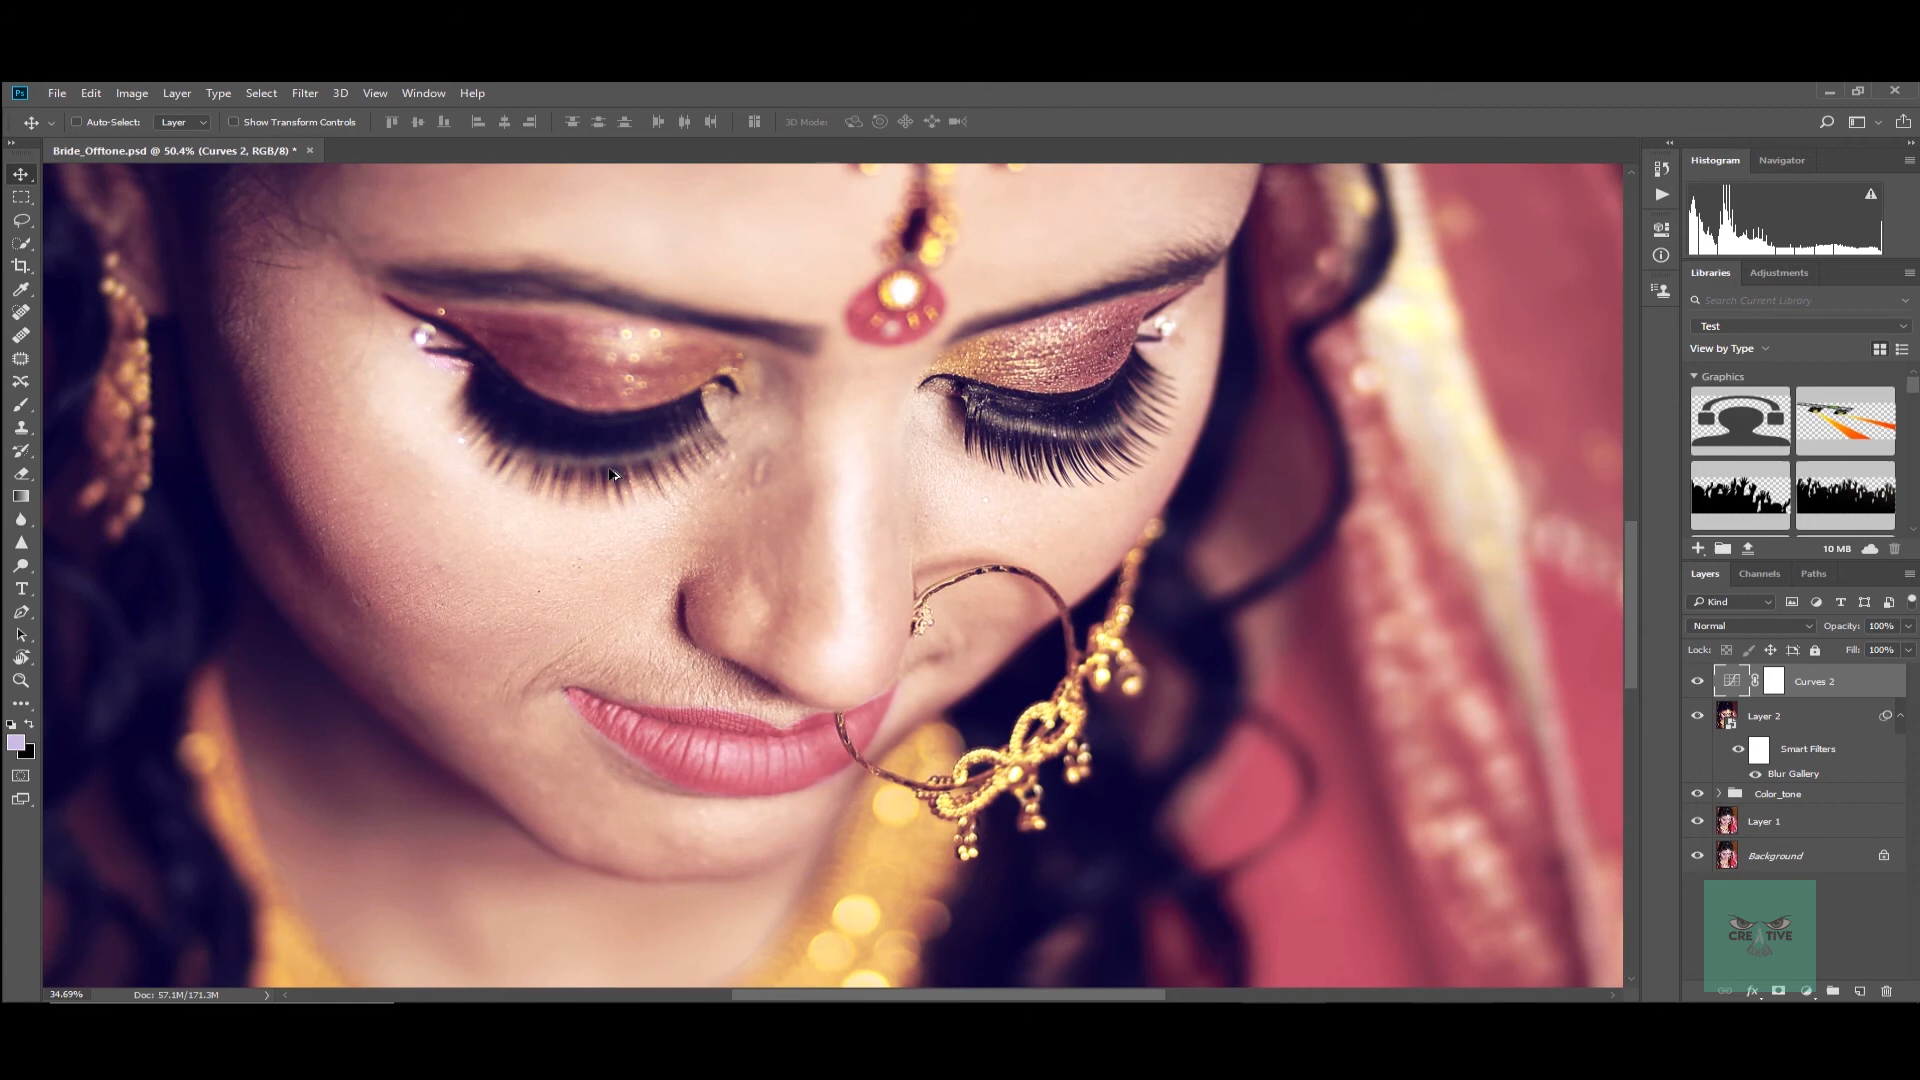 Ps File Edit Image Layer Type Select Filter 3D View Window Help
Auto-Select: Layer Show Transform Controls 3D Mode:
Bride_Offtone.psd @ 50.4% (Curves 2, RGB/8) *
Histogram Navigator
Libraries Adjustments
Search Current Library
Test
View by Type
Graphics
10 MB
Layers Channels Paths
Kind
Normal Opacity: 100%
Lock: Fill: 100%
Curves 2
Layer 2
Smart Filters
Blur Gallery
Color_tone
Layer 1
Background
CREATIVE
fx
34.69% Doc: 57.1M/171.3M